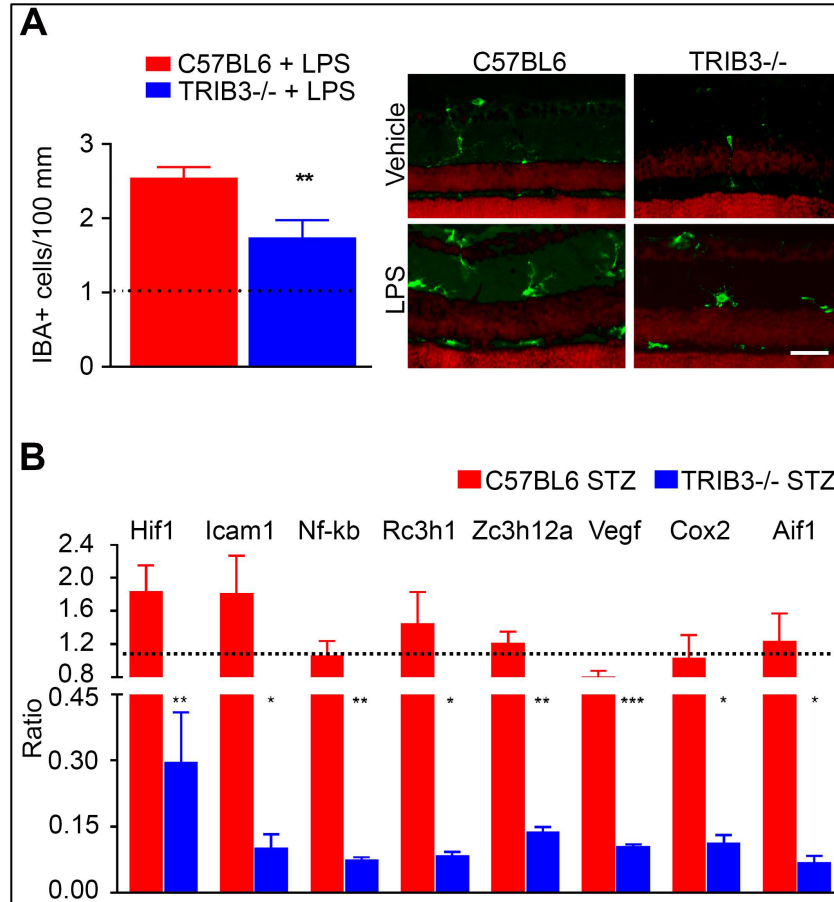 A
C57BL6 + LPS
TRIB3-/- + LPS
IBA+ cells/100 mm
3
2
1
0
**
C57BL6
TRIB3-/-
Vehicle
LPS
B
C57BL6 STZ
TRIB3-/- STZ
Hif1
Icam1
Nf-kb
Rc3h1
Zc3h12a
Vegf
Cox2
Aif1
Ratio
2.4
2.0
1.6
1.2
0.8
0.45
0.30
0.15
0.00
**
*
**
*
**
***
*
*